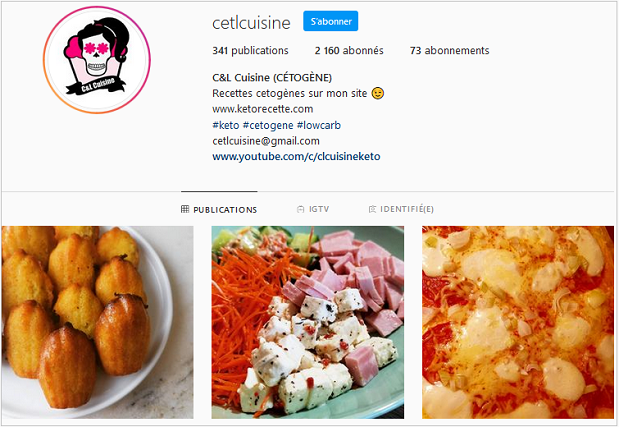 cetlcuisine S'abonner
341 publications 2 160 abonnés 73 abonnements
C&L Cuisine (CÉTOGÈNE)
Recettes cetogènes sur mon site 😉
www.ketorecette.com
#keto #cetogene #lowcarb
cetlcuisine@gmail.com
www.youtube.com/c/clcuisineketo
C&L Cuisine
PUBLICATIONS IGTV IDENTIFIÉ(E)